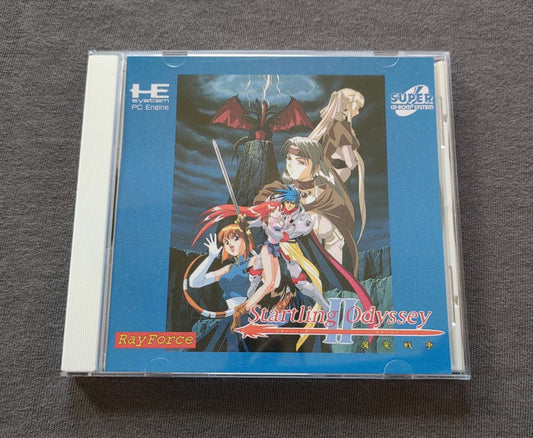 HE
SYSTEM
PC Engine
SUPER
CD-ROM² SYSTEM
Startling Odyssey
II
魔竜戦争
RayForce